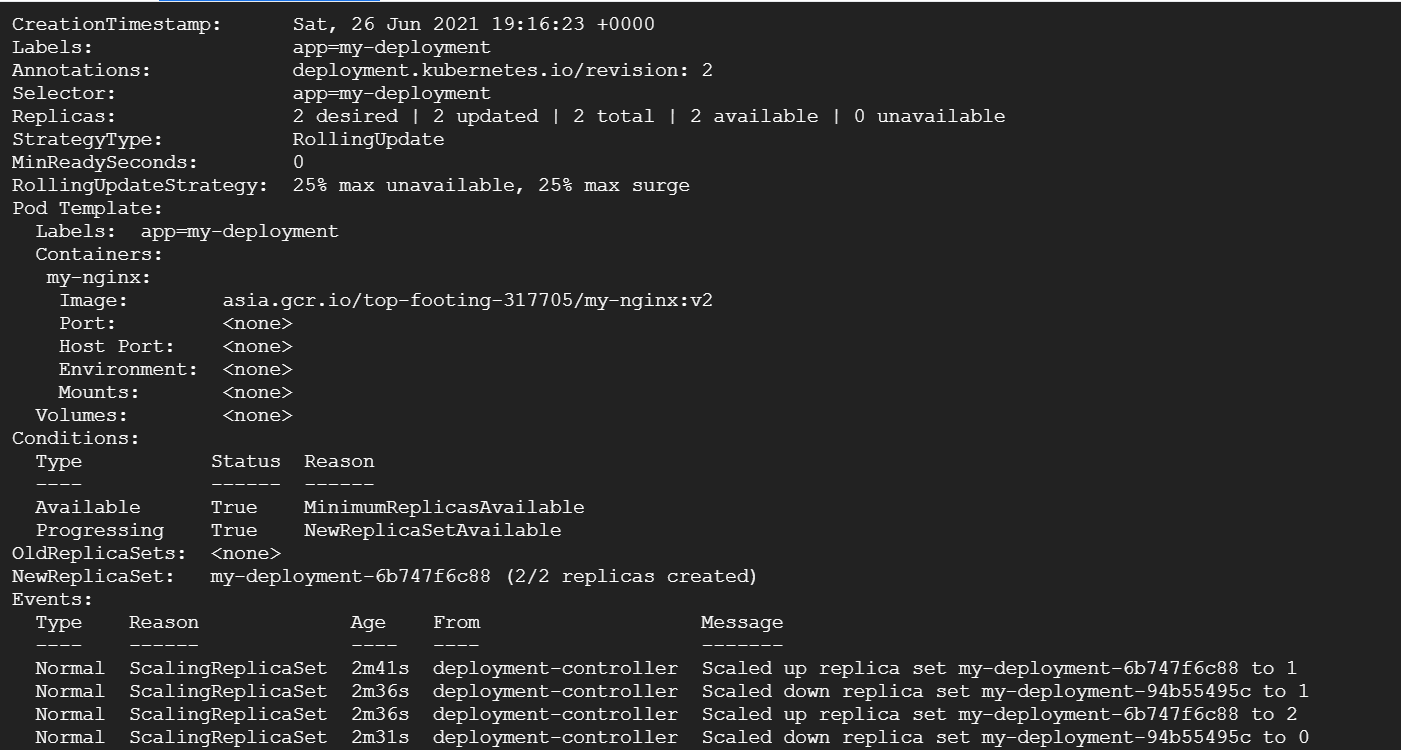 CreationTimestamp:      Sat, 26 Jun 2021 19:16:23 +0000
Labels:                 app=my-deployment
Annotations:            deployment.kubernetes.io/revision: 2
Selector:               app=my-deployment
Replicas:               2 desired | 2 updated | 2 total | 2 available | 0 unavailable
StrategyType:           RollingUpdate
MinReadySeconds:        0
RollingUpdateStrategy:  25% max unavailable, 25% max surge
Pod Template:
  Labels:  app=my-deployment
  Containers:
   my-nginx:
    Image:        asia.gcr.io/top-footing-317705/my-nginx:v2
    Port:         <none>
    Host Port:    <none>
    Environment:  <none>
    Mounts:       <none>
  Volumes:        <none>
Conditions:
  Type           Status  Reason
  ----           ------  ------
  Available      True    MinimumReplicasAvailable
  Progressing    True    NewReplicaSetAvailable
OldReplicaSets:  <none>
NewReplicaSet:   my-deployment-6b747f6c88 (2/2 replicas created)
Events:
  Type    Reason             Age    From                   Message
  ----    ------             ----   ----                   -------
  Normal  ScalingReplicaSet  2m41s  deployment-controller  Scaled up replica set my-deployment-6b747f6c88 to 1
  Normal  ScalingReplicaSet  2m36s  deployment-controller  Scaled down replica set my-deployment-94b55495c to 1
  Normal  ScalingReplicaSet  2m36s  deployment-controller  Scaled up replica set my-deployment-6b747f6c88 to 2
  Normal  ScalingReplicaSet  2m31s  deployment-controller  Scaled down replica set my-deployment-94b55495c to 0